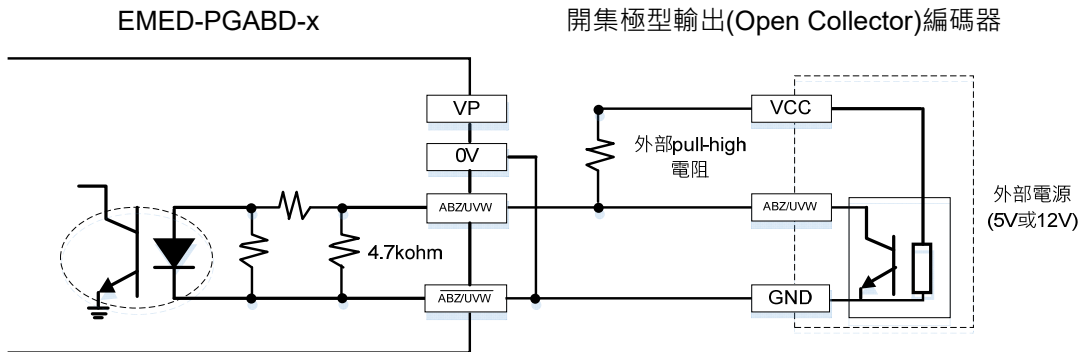 EMED-PGABD-x
開集極型輸出(Open Collector)編碼器
VP
VCC
0V
外部pull-high
電阻
ABZ/UVW
ABZ/UVW
外部電源
(5V或12V)
4.7kohm
A̅B̅Z̅/̅U̅V̅W̅
GND